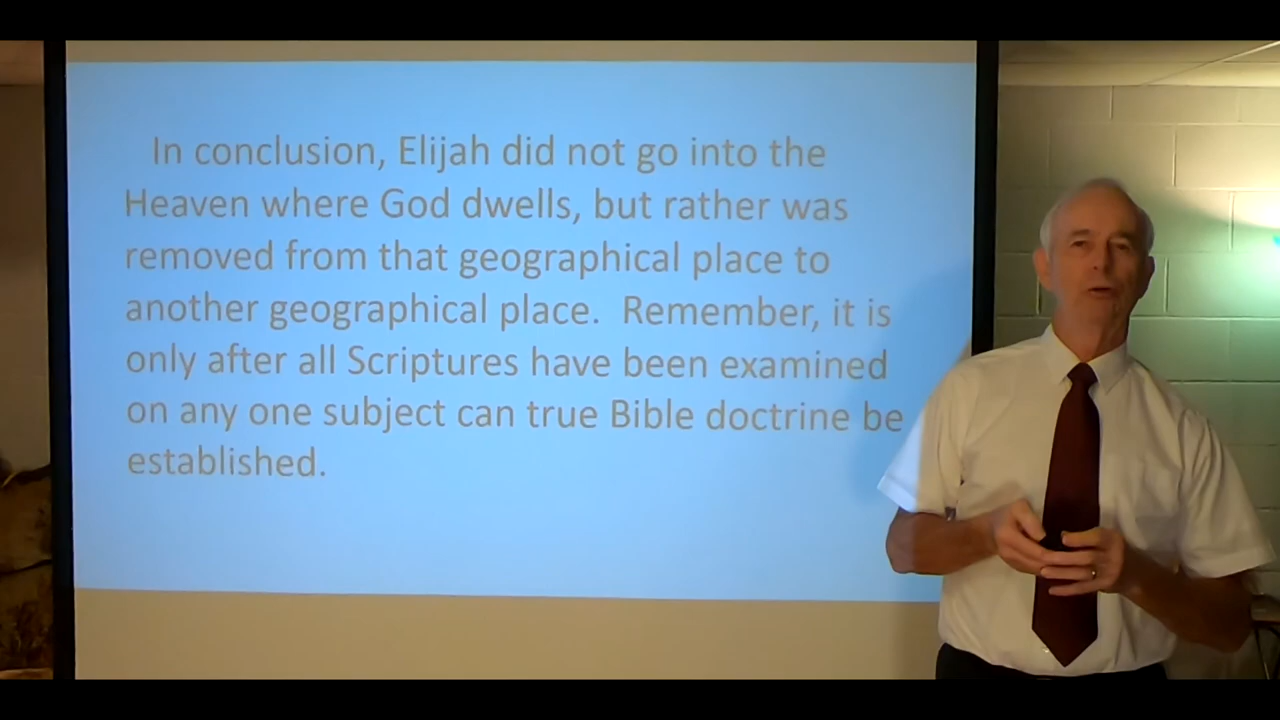 In conclusion, Elijah did not go into the
Heaven where God dwells, but rather was
removed from that geographical place to
another geographical place.  Remember, it is
only after all Scriptures have been examined
on any one subject can true Bible doctrine be
established.